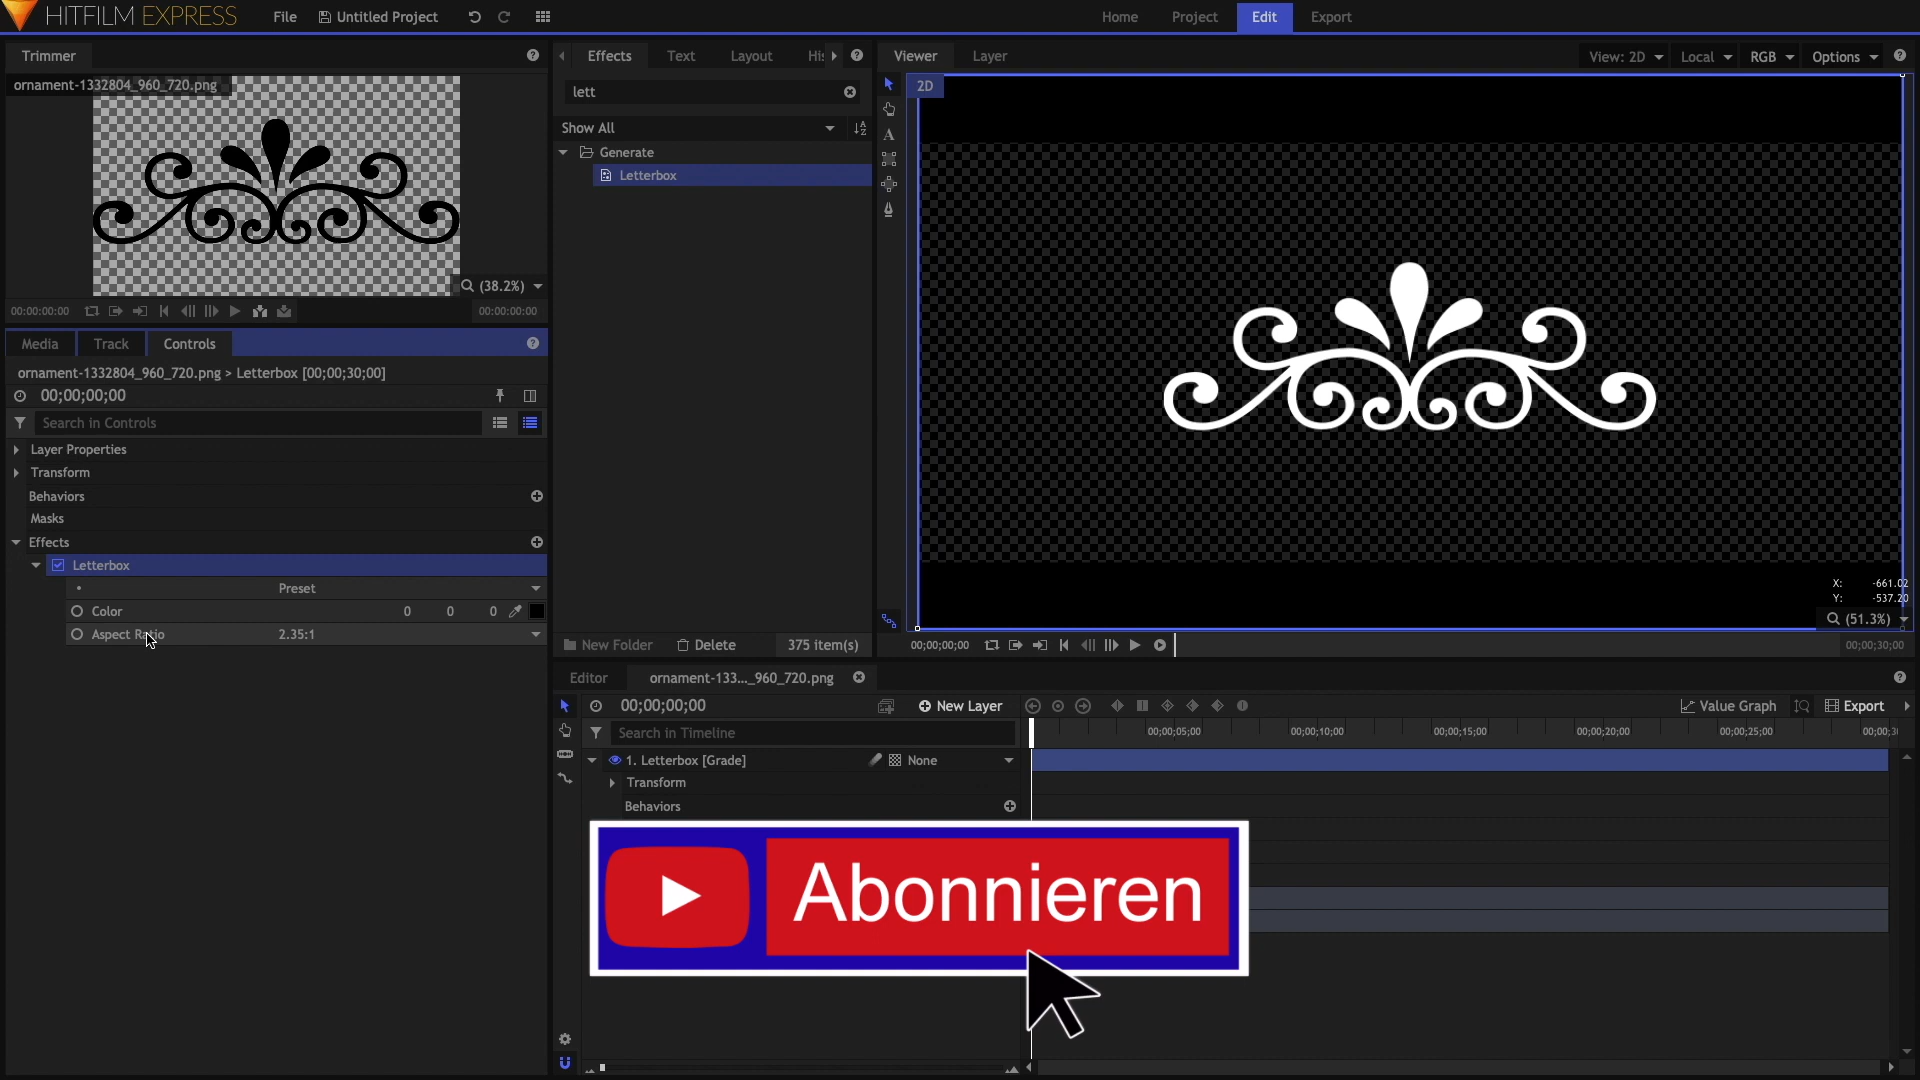 HITFILM EXPRESS
File
Untitled Project
Home
Project
Edit
Export
Trimmer
ornament-1332804_960_720.png
(38.2%)
00:00:00:00
00:00:00:00
Media
Track
Controls
ornament-1332804_960_720.png > Letterbox [00;00;30;00]
00;00;00;00
Search in Controls
Layer Properties
Transform
Behaviors
Masks
Effects
Letterbox
Preset
Color 0 0 0
Aspect Ratio 2.35:1
Effects
Text
Layout
His
lett
Show All
Generate
Letterbox
New Folder
Delete
375 item(s)
Viewer
Layer
View: 2D
Local
RGB
Options
2D
X: -661.02
Y: -537.20
(51.3%)
00;00;00;00
00;00;30;00
Editor
ornament-133..._960_720.png
00;00;00;00
New Layer
Value Graph
Export
Search in Timeline
00;00;05;00
00;00;10;00
00;00;15;00
00;00;20;00
00;00;25;00
00;00;3
1. Letterbox [Grade]
None
Transform
Behaviors
Abonnieren